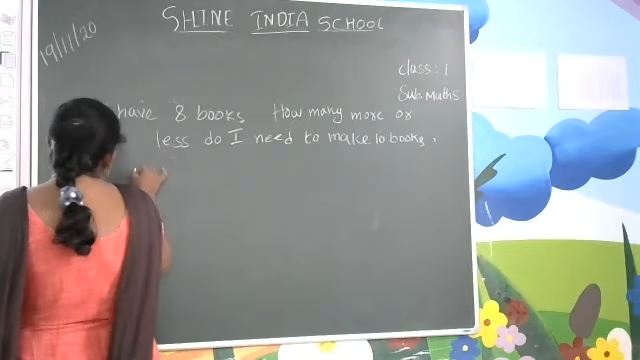 SHINE INDIA SCHOOL
19/11/20
class: 1
Sub: Maths
have 8 books How many more or
less do I need to make 10 books.